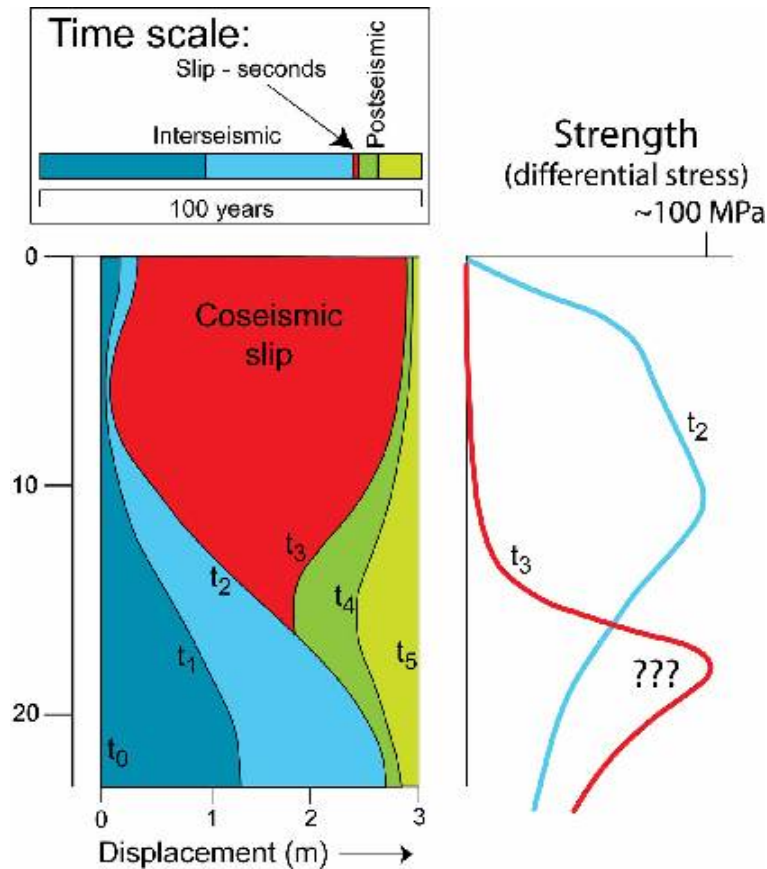 Time scale:
Slip - seconds
Postseismic
Interseismic
100 years
Strength
(differential stress)
~100 MPa
0
Coseismic
slip
t2
10
t3
t2
t3
t4
???
t1
t5
20
t0
0
1
2
3
Displacement (m)